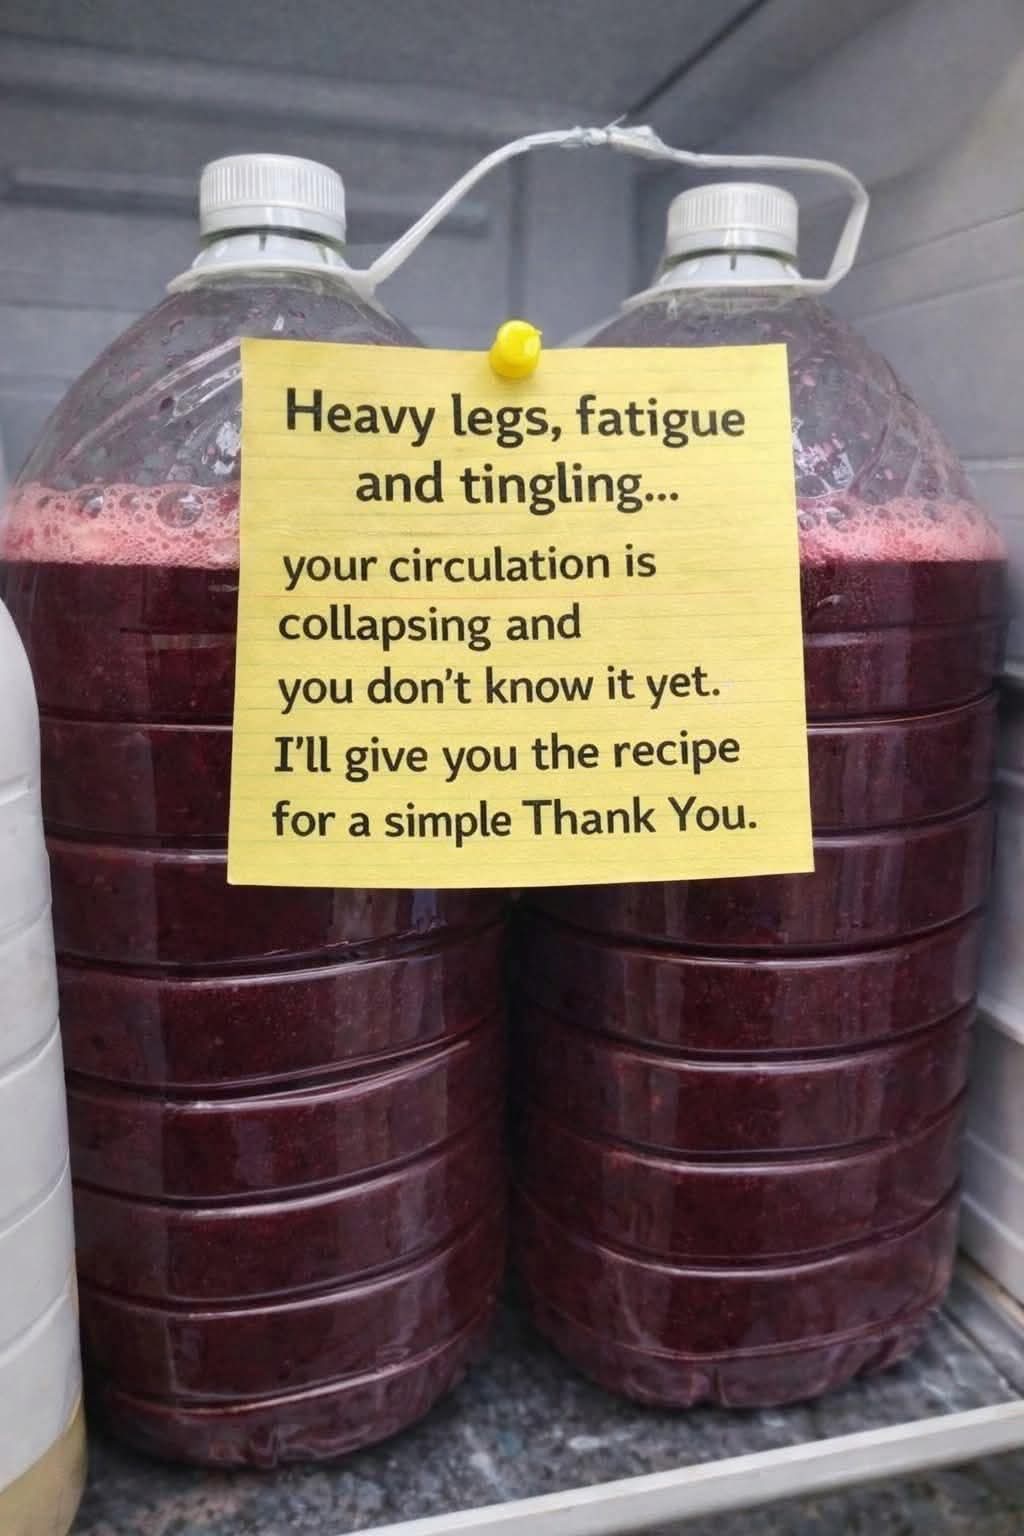 Heavy legs, fatigue
and tingling...
your circulation is
collapsing and
you don't know it yet.
I'll give you the recipe
for a simple Thank You.